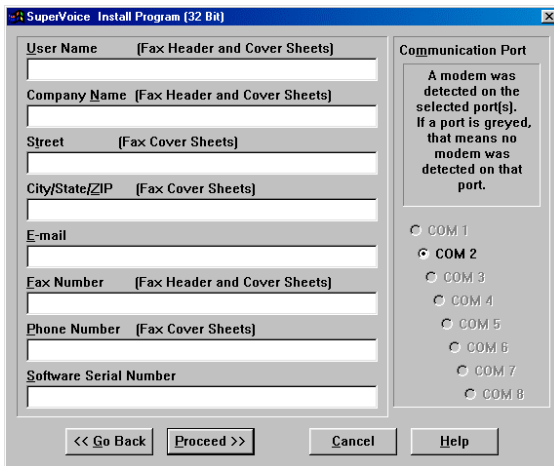 SuperVoice Install Program (32 Bit)
User Name (Fax Header and Cover Sheets)
Company Name (Fax Header and Cover Sheets)
Street (Fax Cover Sheets)
City/State/ZIP (Fax Cover Sheets)
E-mail
Fax Number (Fax Header and Cover Sheets)
Phone Number (Fax Cover Sheets)
Software Serial Number
Communication Port
A modem was
detected on the
selected port(s).
If a port is greyed,
that means no
modem was
detected on that
port.
COM 1
COM 2
COM 3
COM 4
COM 5
COM 6
COM 7
COM 8
<< Go Back
Proceed >>
Cancel
Help